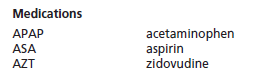 Medications
APAP acetaminophen
ASA aspirin
AZT zidovudine